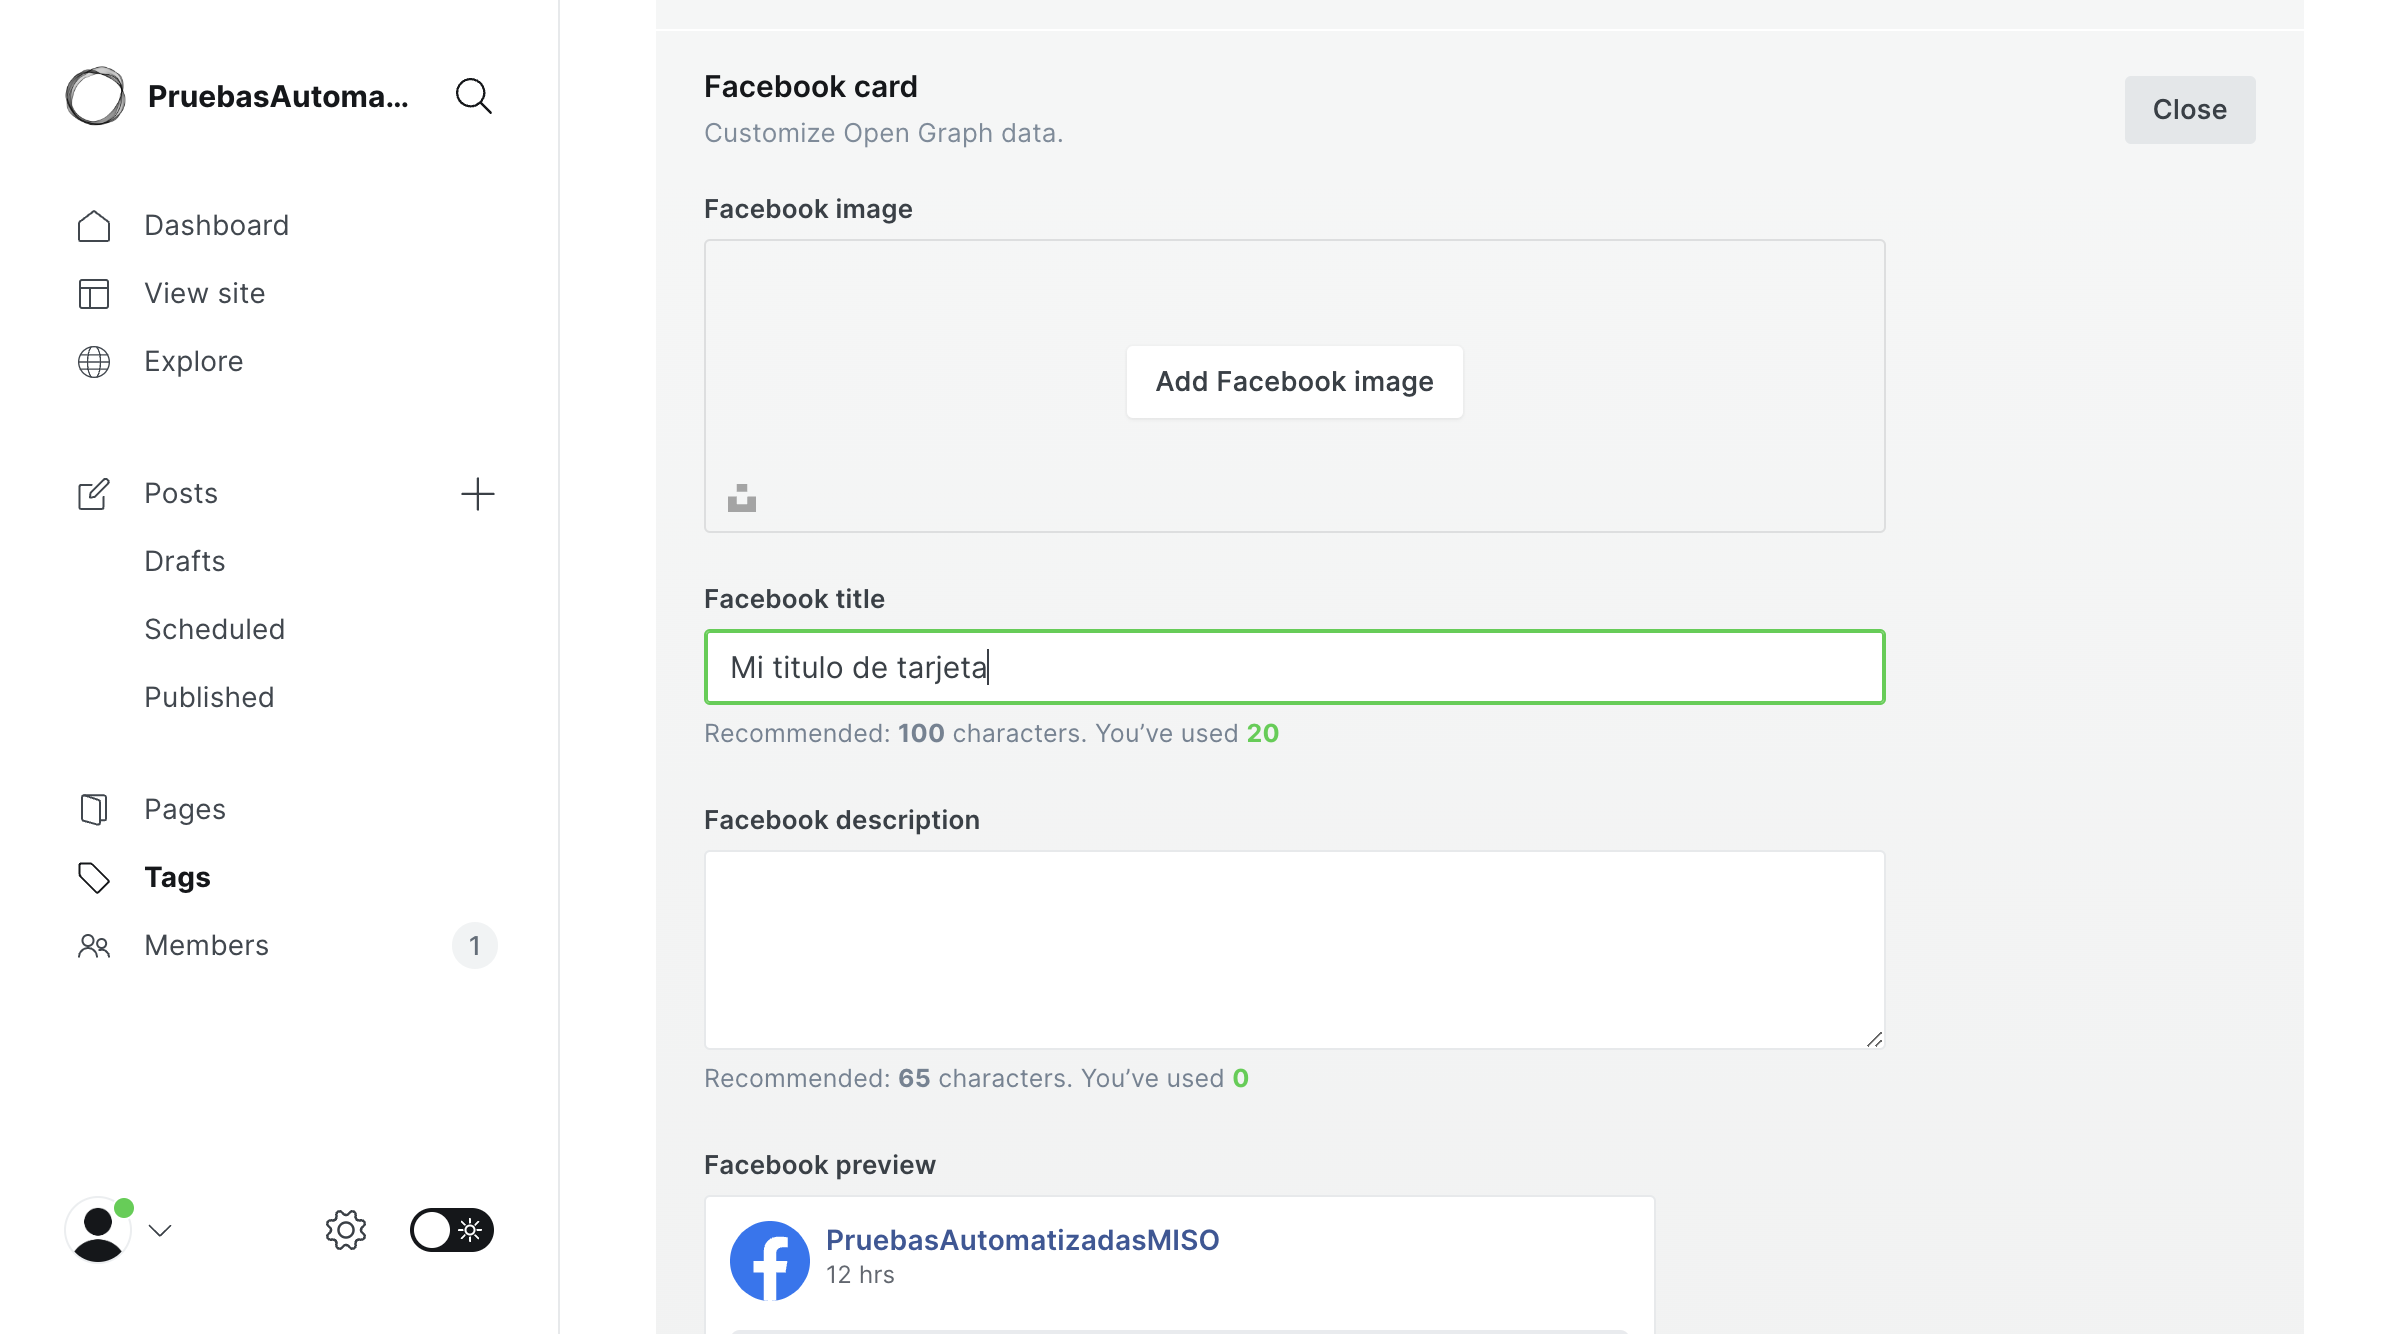 PruebasAutoma...
Dashboard
View site
Explore
Posts
Drafts
Scheduled
Published
Pages
Tags
Members
1
Facebook card
Close
Customize Open Graph data.
Facebook image
Add Facebook image
Facebook title
Mi titulo de tarjeta
Recommended: 100 characters. You’ve used 20
Facebook description
Recommended: 65 characters. You’ve used 0
Facebook preview
PruebasAutomatizadasMISO
12 hrs